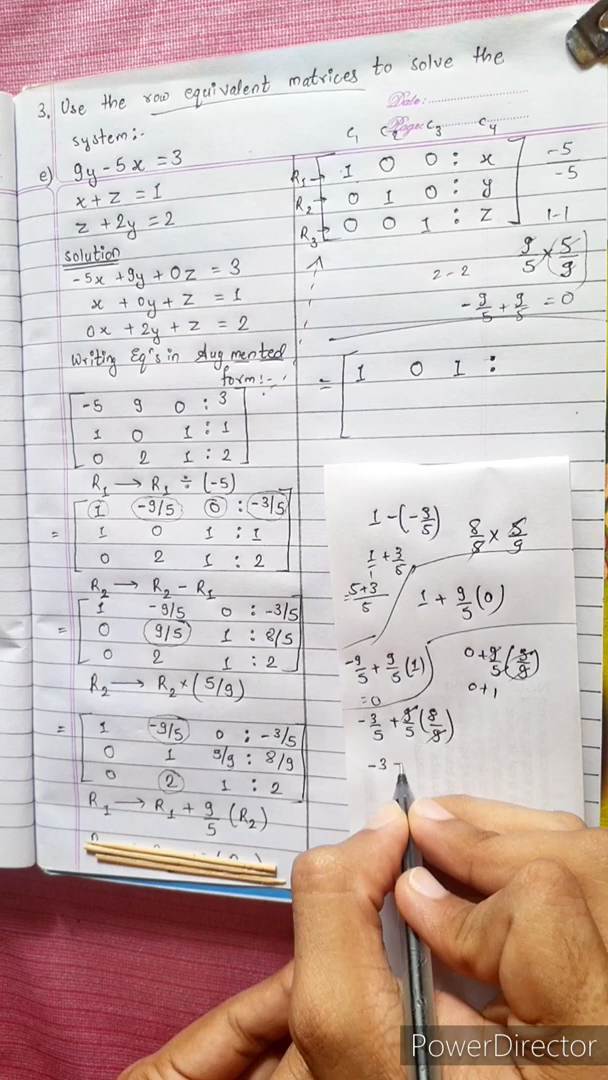 3. Use the row equivalent matrices to solve the
system:-
Date:
Page:
e) 9y - 5x = 3
x + z = 1
z + 2y = 2
solution
-5x + 9y + 0z = 3
x + 0y + z = 1
0x + 2y + z = 2
Writing Eqⁿs in Augmented
form:-
-5 9 0 : 3
1 0 1 : 1
0 2 1 : 2
R₁ → R₁ ÷ (-5)
= 1 -9/5 0 : -3/5
1 0 1 : 1
0 2 1 : 2
R₂ → R₂ - R₁
= 1 -9/5 0 : -3/5
0 9/5 1 : 8/5
0 2 1 : 2
R₂ → R₂ × (5/9)
= 1 -9/5 0 : -3/5
0 1 5/9 : 8/9
0 2 1 : 2
R₁ → R₁ + 9/5 (R₂)
C₁ C₂ C₃ C₄
R₁ → 1 0 0 : x
R₂ → 0 1 0 : y
R₃ → 0 0 1 : z
-5/-5
1-1
9/5 × 5/9
2-2
-9/5 + 9/5 = 0
= 1 0 1 :
1 - (-3/5)
8/5 × 5/9
1/1 + 3/5
= 5+3/5
1 + 9/5 (0)
-9/5 + 9/5 (1)
= 0
0 + 9/5 (5/9)
0+1
-3/5 + 9/5 (8/9)
-3
PowerDirector